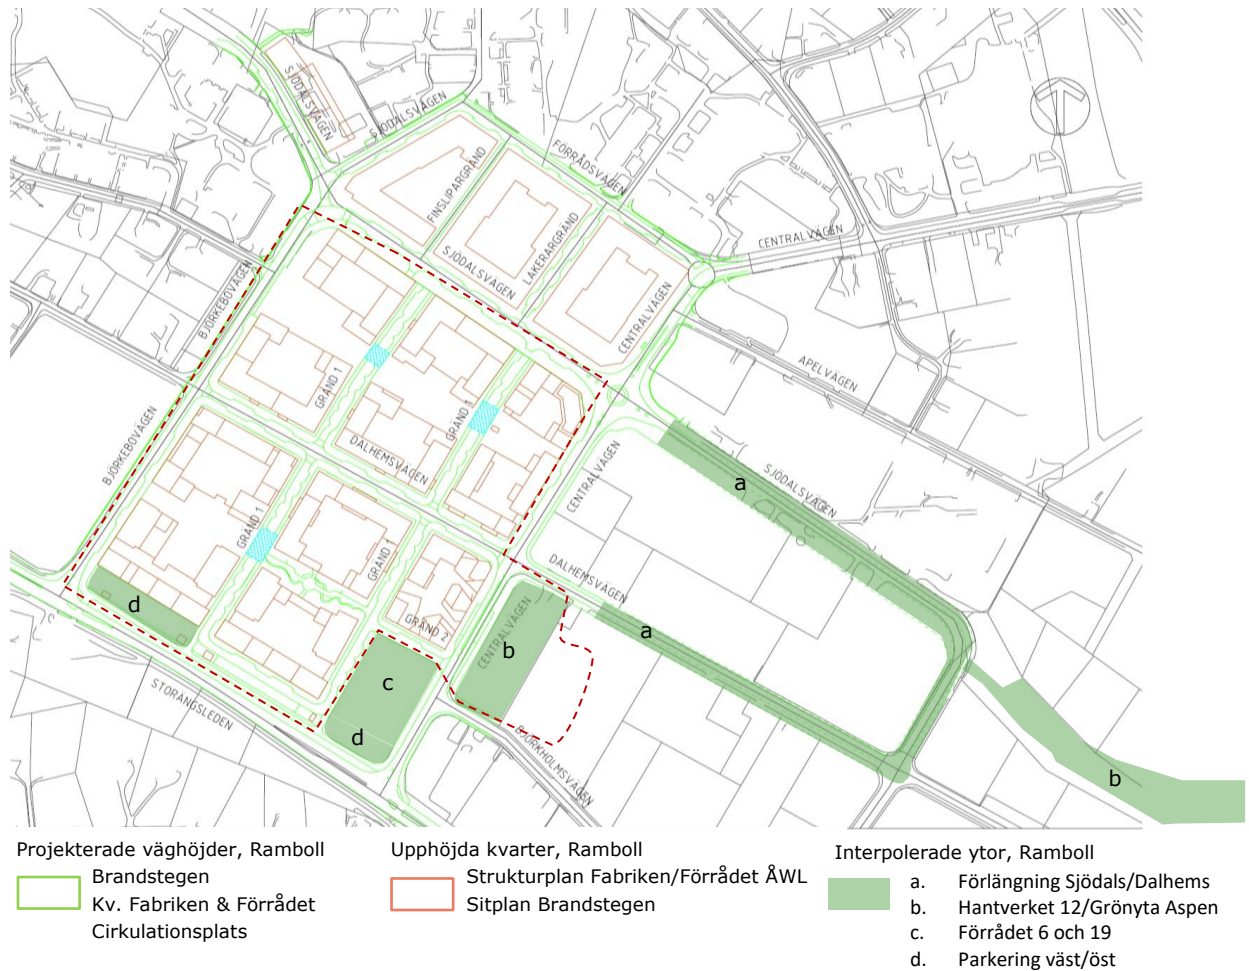 SJÖDALSVÄGEN
SJÖDALSVÄGEN
FÖRRÅDSVÄGEN
FINSLIPARGRÄND
LAKERARGRÄND
SJÖDALSVÄGEN
CENTRALVÄGEN
CENTRALVÄGEN
BJÖRKEBOVÄGEN
APELVÄGEN
GRÄND 1
GRÄND 1
DALHEMSVÄGEN
BJÖRKEBOVÄGEN
CENTRALVÄGEN
SJÖDALSVÄGEN
a
GRÄND 1
GRÄND 1
DALHEMSVÄGEN
d
GRÄND 2
CENTRALVÄGEN
a
b
c
STORÄNGSLEDEN
d
BJÖRKHOLMSVÄGEN
b
Projekterade väghöjder, Ramboll
Brandstegen
Kv. Fabriken & Förrådet
Cirkulationsplats
Upphöjda kvarter, Ramboll
Strukturplan Fabriken/Förrådet ÅWL
Sitplan Brandstegen
Interpolerade ytor, Ramboll
a. Förlängning Sjödals/Dalhems
b. Hantverket 12/Grönyta Aspen
c. Förrådet 6 och 19
d. Parkering väst/öst